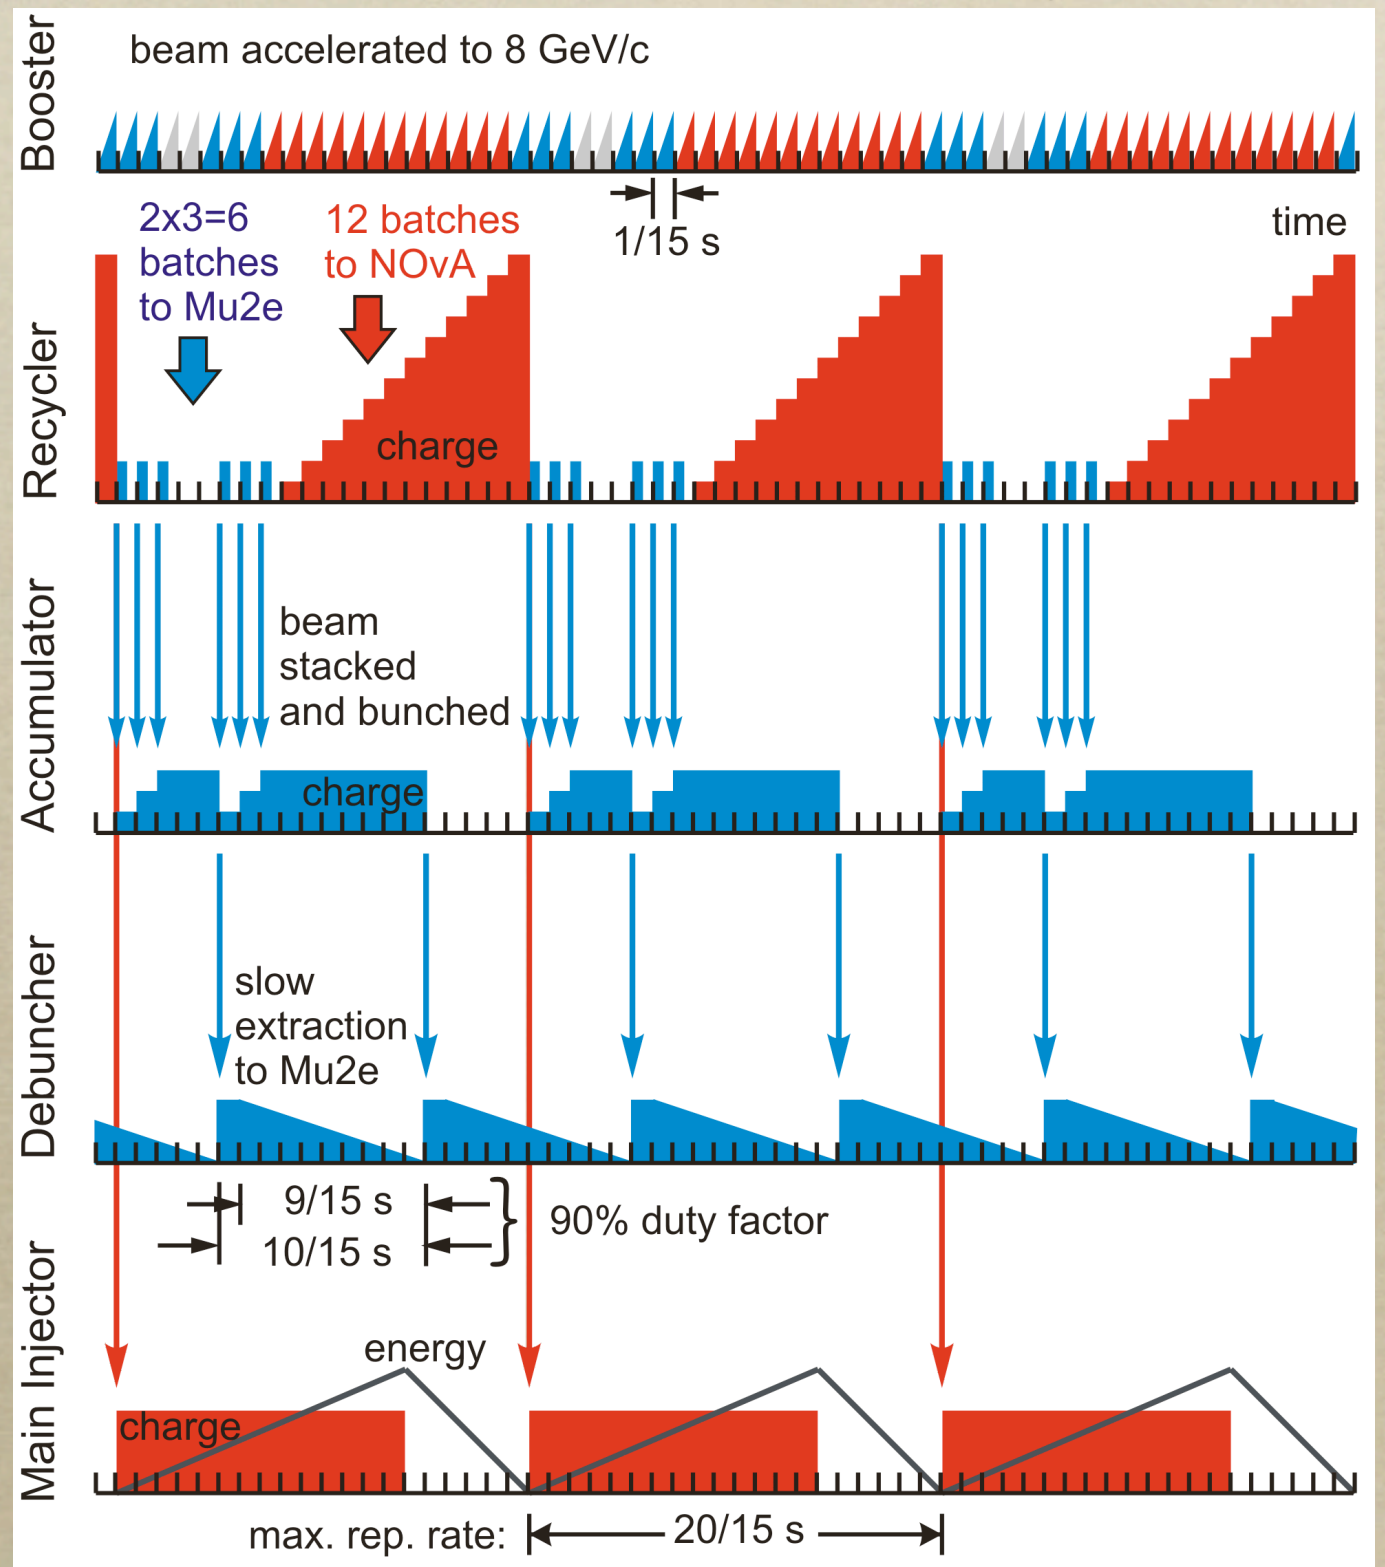 Booster
beam accelerated to 8 GeV/c
1/15 s
time
Recycler
2x3=6
batches
to Mu2e
12 batches
to NOvA
charge
Accumulator
beam
stacked
and bunched
charge
Debuncher
slow
extraction
to Mu2e
9/15 s
10/15 s
90% duty factor
Main Injector
energy
charge
max. rep. rate:
20/15 s